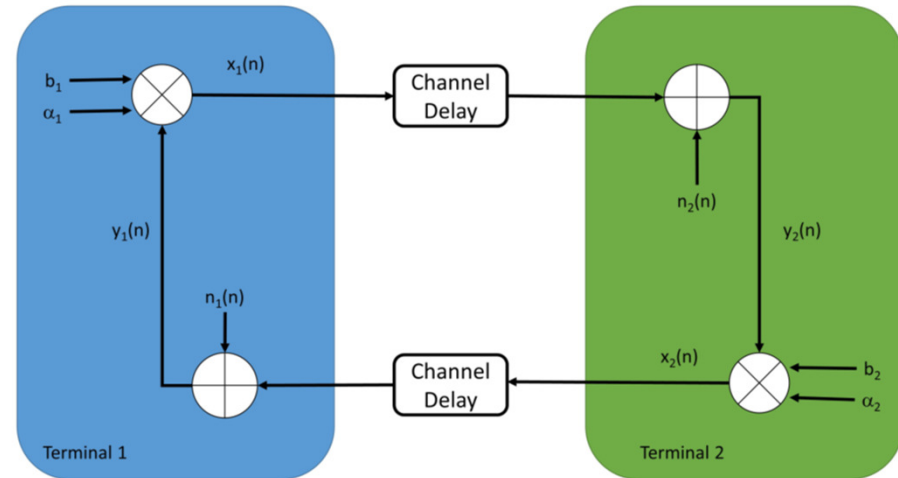 x₁(n)
b₁
α₁
Channel
Delay
n₂(n)
y₁(n)
y₂(n)
n₁(n)
x₂(n)
Channel
Delay
b₂
α₂
Terminal 1
Terminal 2